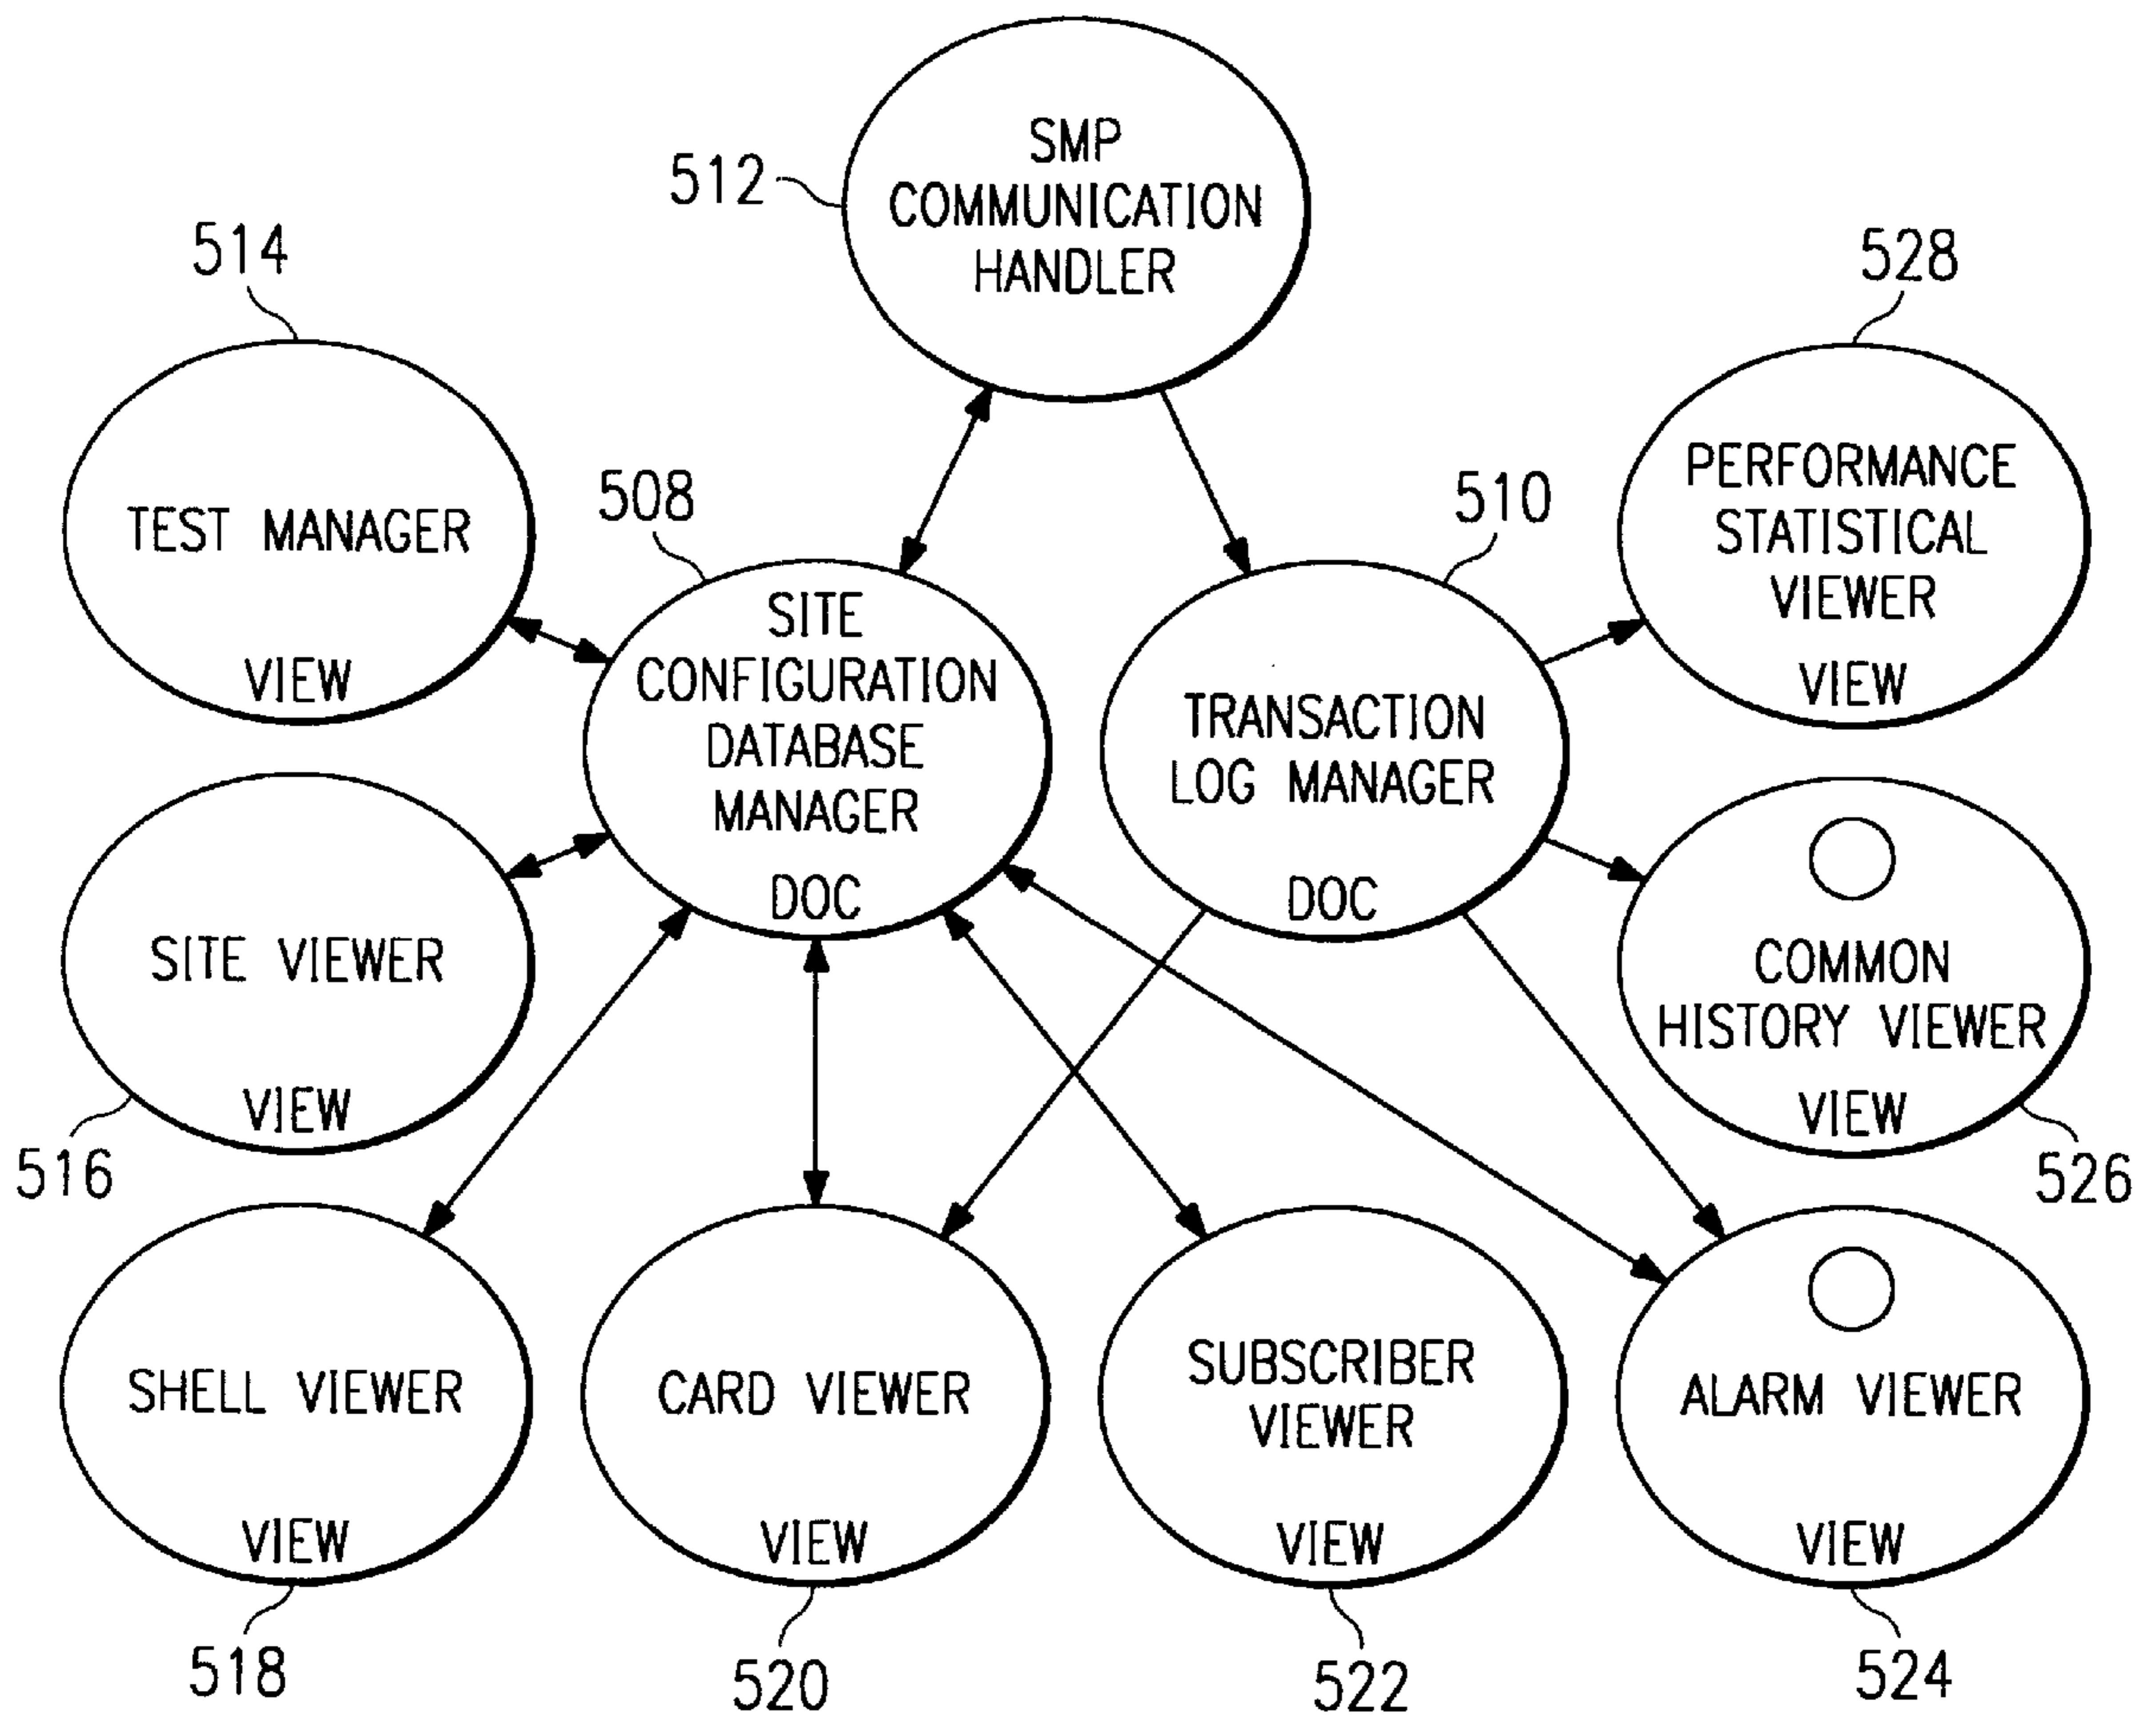 SMP
COMMUNICATION
HANDLER
512
514
TEST MANAGER
VIEW
508
SITE
CONFIGURATION
DATABASE
MANAGER
DOC
510
TRANSACTION
LOG MANAGER
DOC
528
PERFORMANCE
STATISTICAL
VIEWER
VIEW
SITE VIEWER
VIEW
516
COMMON
HISTORY VIEWER
VIEW
526
SHELL VIEWER
VIEW
518
CARD VIEWER
VIEW
520
SUBSCRIBER
VIEWER
VIEW
522
ALARM VIEWER
VIEW
524